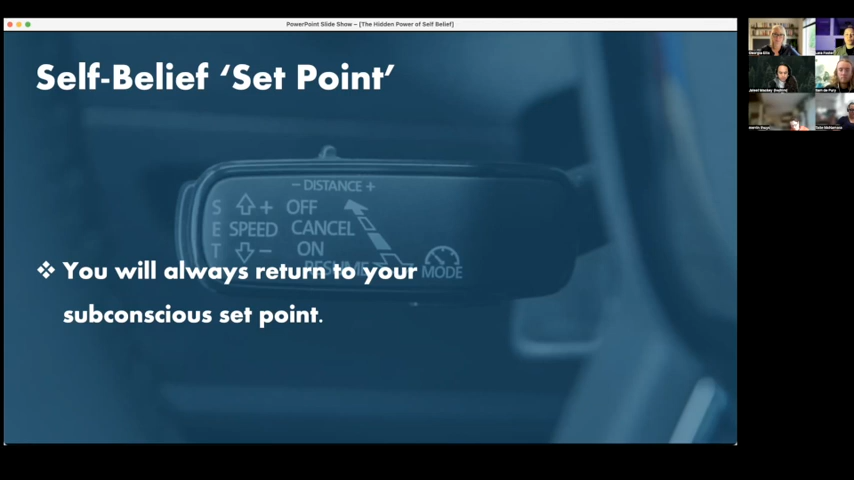 PowerPoint Slide Show – [The Hidden Power of Self Belief]
Self-Belief ‘Set Point’
– DISTANCE +
S E T
+ OFF
SPEED CANCEL
– ON
RESUME
MODE
❖ You will always return to your
subconscious set point.